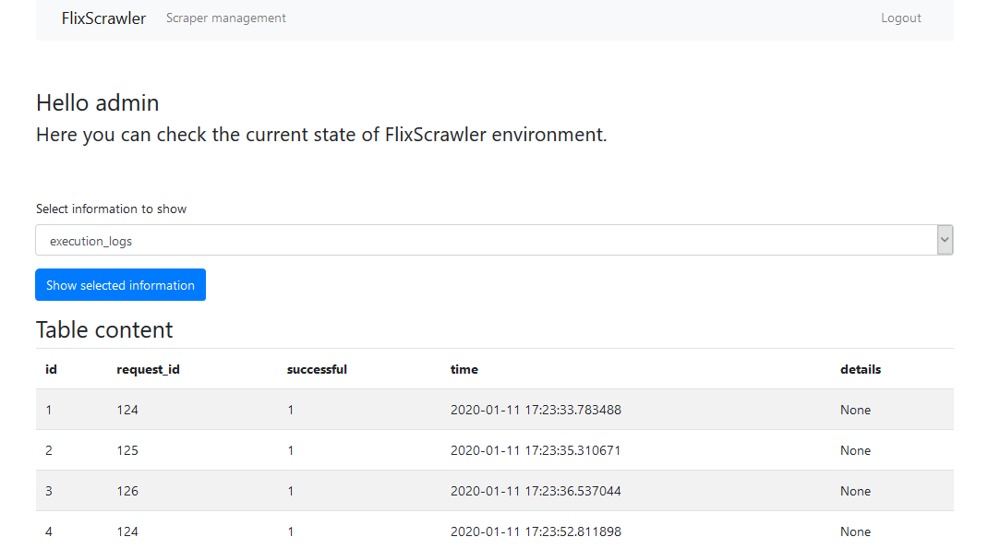 FlixScrawler Scraper management Logout
Hello admin
Here you can check the current state of FlixScrawler environment.
Select information to show
execution_logs
Show selected information
Table content
id request_id successful time details
1 124 1 2020-01-11 17:23:33.783488 None
2 125 1 2020-01-11 17:23:35.310671 None
3 126 1 2020-01-11 17:23:36.537044 None
4 124 1 2020-01-11 17:23:52.811898 None